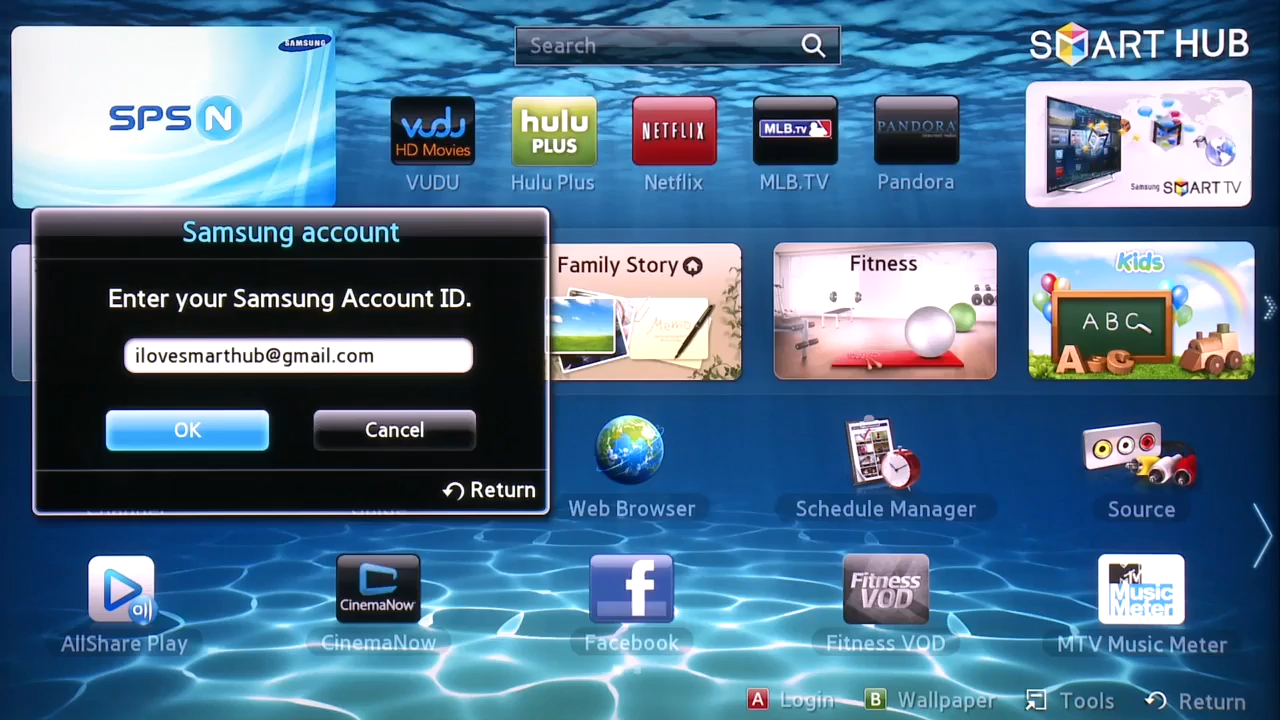 SAMSUNG
SPSN
Search
SMART HUB
VUDU
HD Movies
hulu
PLUS
NETFLIX
MLB.TV
PANDORA
VUDU
Hulu Plus
Netflix
MLB.TV
Pandora
Samsung SMART TV
Samsung account
Enter your Samsung Account ID.
ilovesmarthub@gmail.com
OK
Cancel
Return
Family Story
Memo
Fitness
Kids
ABC
A B C
Web Browser
Schedule Manager
Source
CinemaNow
f
Fitness
VOD
MTV
Music
Meter
AllShare Play
CinemaNow
Facebook
Fitness VOD
MTV Music Meter
A Login
B Wallpaper
Tools
Return